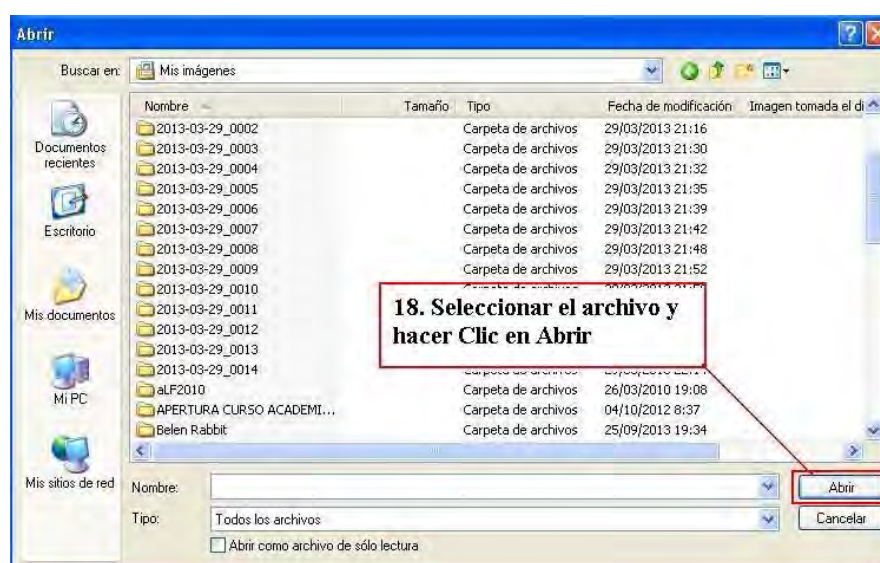 Abrir
Buscar en: Mis imágenes
Nombre Tamaño Tipo Fecha de modificación Imagen tomada el di
2013-03-29_0002 Carpeta de archivos 29/03/2013 21:16
2013-03-29_0003 Carpeta de archivos 29/03/2013 21:30
2013-03-29_0004 Carpeta de archivos 29/03/2013 21:32
2013-03-29_0005 Carpeta de archivos 29/03/2013 21:35
2013-03-29_0006 Carpeta de archivos 29/03/2013 21:39
2013-03-29_0007 Carpeta de archivos 29/03/2013 21:42
2013-03-29_0008 Carpeta de archivos 29/03/2013 21:48
2013-03-29_0009 Carpeta de archivos 29/03/2013 21:52
2013-03-29_0010
2013-03-29_0011
2013-03-29_0012
2013-03-29_0013
2013-03-29_0014
aLF2010 Carpeta de archivos 26/03/2010 19:08
APERTURA CURSO ACADEMI... Carpeta de archivos 04/10/2012 8:37
Belen Rabbit Carpeta de archivos 25/09/2013 19:34
18. Seleccionar el archivo y
hacer Clic en Abrir
Documentos
recientes
Escritorio
Mis documentos
Mi PC
Mis sitios de red
Nombre: Abrir
Tipo: Todos los archivos Cancelar
Abrir como archivo de sólo lectura